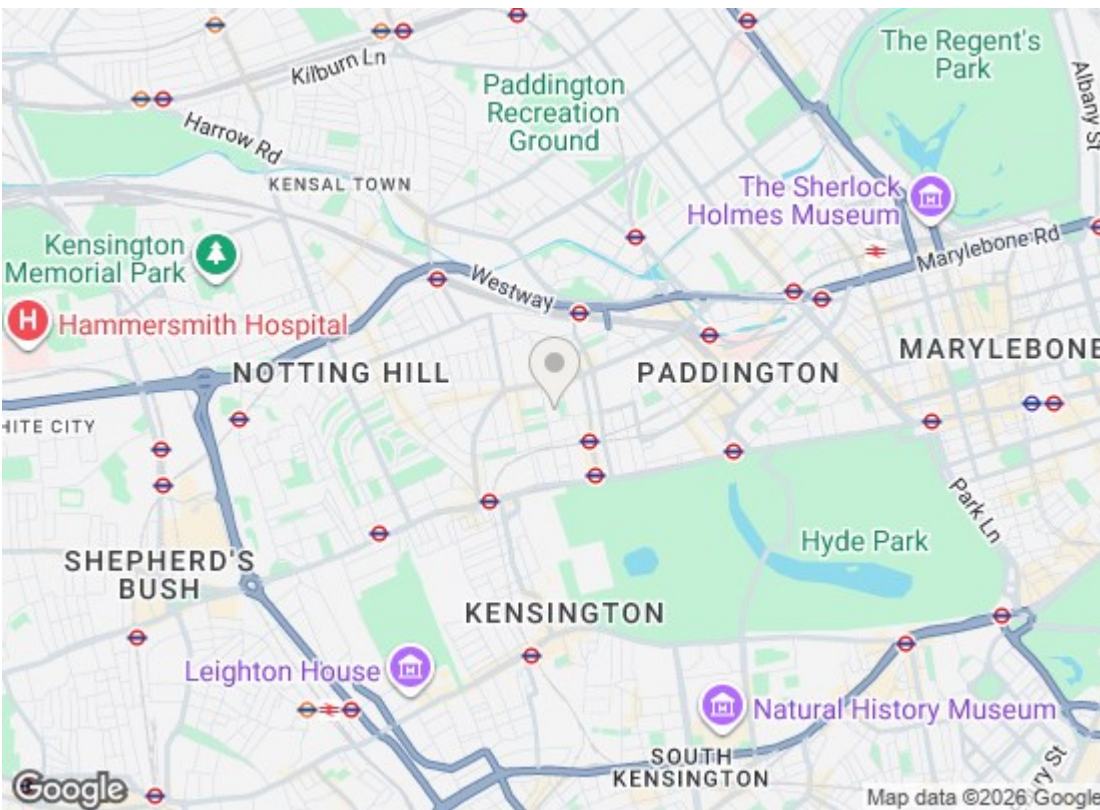 The Regent's
Park
Kilburn Ln
Paddington
Recreation
Ground
Albany St
Harrow Rd
KENSAL TOWN
The Sherlock
Holmes Museum
Kensington
Memorial Park
Marylebone Rd
Westway
H
Hammersmith Hospital
MARYLEBONE
NOTTING HILL
PADDINGTON
HITE CITY
Park Ln
Hyde Park
SHEPHERD'S
BUSH
KENSINGTON
Leighton House
Natural History Museum
SOUTH
KENSINGTON
ry St
Google
Map data ©2026 Google